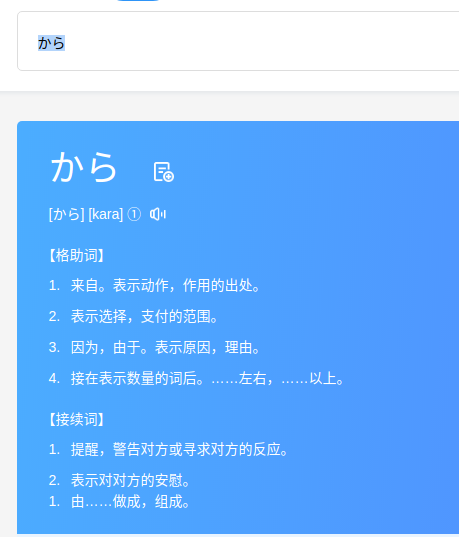 から
から
[から] [kara] ①
【格助词】
1. 来自。表示动作，作用的出处。
2. 表示选择，支付的范围。
3. 因为，由于。表示原因，理由。
4. 接在表示数量的词后。……左右，……以上。
【接续词】
1. 提醒，警告对方或寻求对方的反应。
2. 表示对对方的安慰。
1. 由……做成，组成。